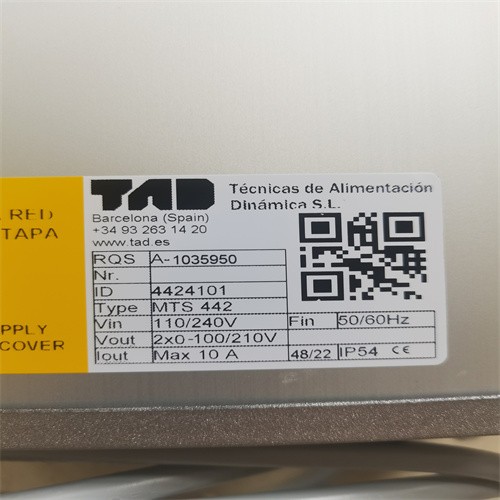 RED
TAPA
PPLY
COVER
TAD
Técnicas de Alimentación
Dinámica S.L.
Barcelona (Spain)
+34 93 263 14 20
www.tad.es
RQS A-1035950
Nr.
ID 4424101
Type MTS 442
Vin 110/240V Fin 50/60Hz
Vout 2x0-100/210V
Iout Max 10 A 48/22 IP54 CE